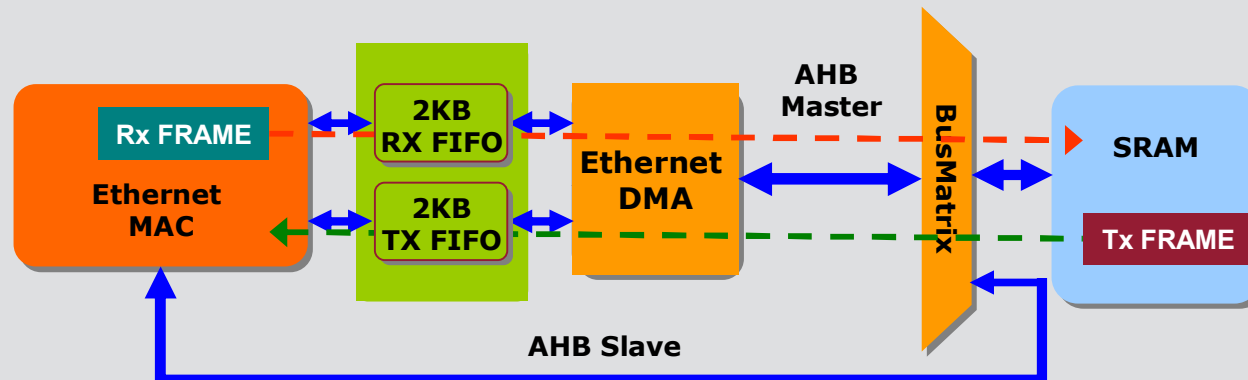 Rx FRAME
Ethernet
MAC
2KB
RX FIFO
2KB
TX FIFO
Ethernet
DMA
AHB
Master
BusMatrix
SRAM
Tx FRAME
AHB Slave